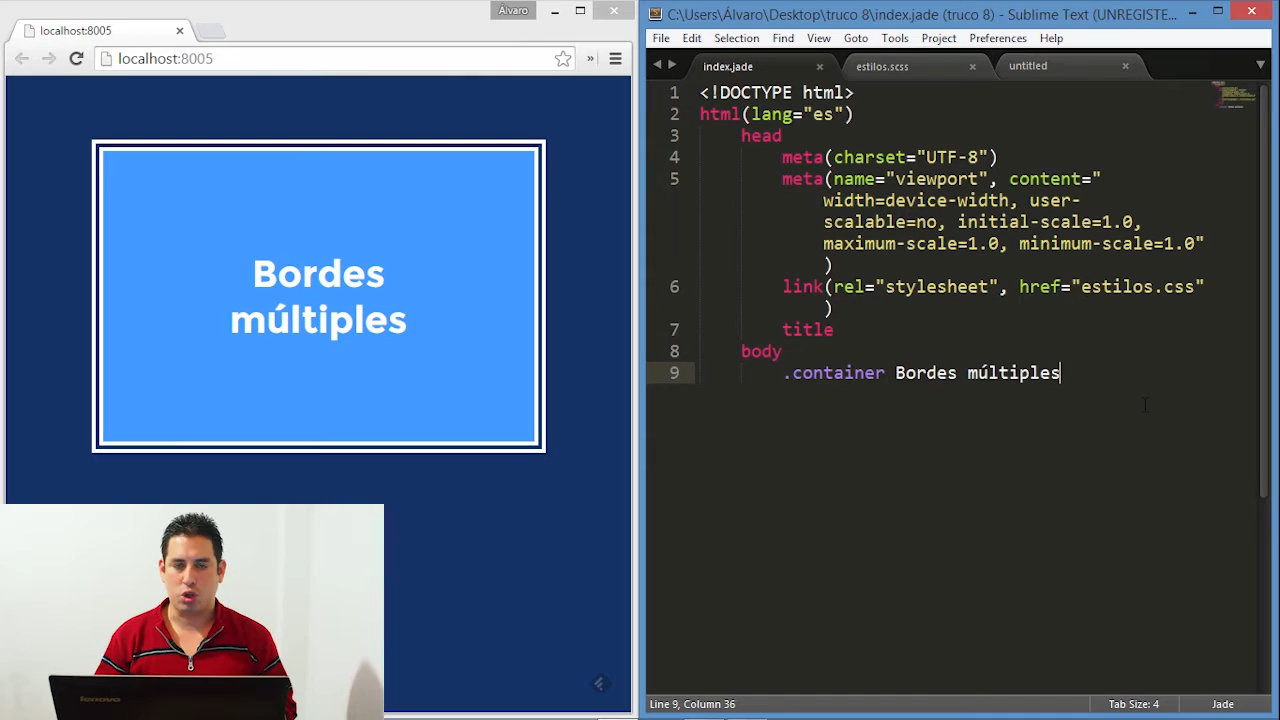 Álvaro
localhost:8005
localhost:8005
»
Bordes
múltiples
C:\Users\Álvaro\Desktop\truco 8\index.jade (truco 8) - Sublime Text (UNREGISTE...
File Edit Selection Find View Goto Tools Project Preferences Help
index.jade estilos.scss untitled
1 <!DOCTYPE html>
2 html(lang="es")
3 head
4 meta(charset="UTF-8")
5 meta(name="viewport", content="
width=device-width, user-
scalable=no, initial-scale=1.0,
maximum-scale=1.0, minimum-scale=1.0"
)
6 link(rel="stylesheet", href="estilos.css"
)
7 title
8 body
9 .container Bordes múltiples
Line 9, Column 36 Tab Size: 4 Jade